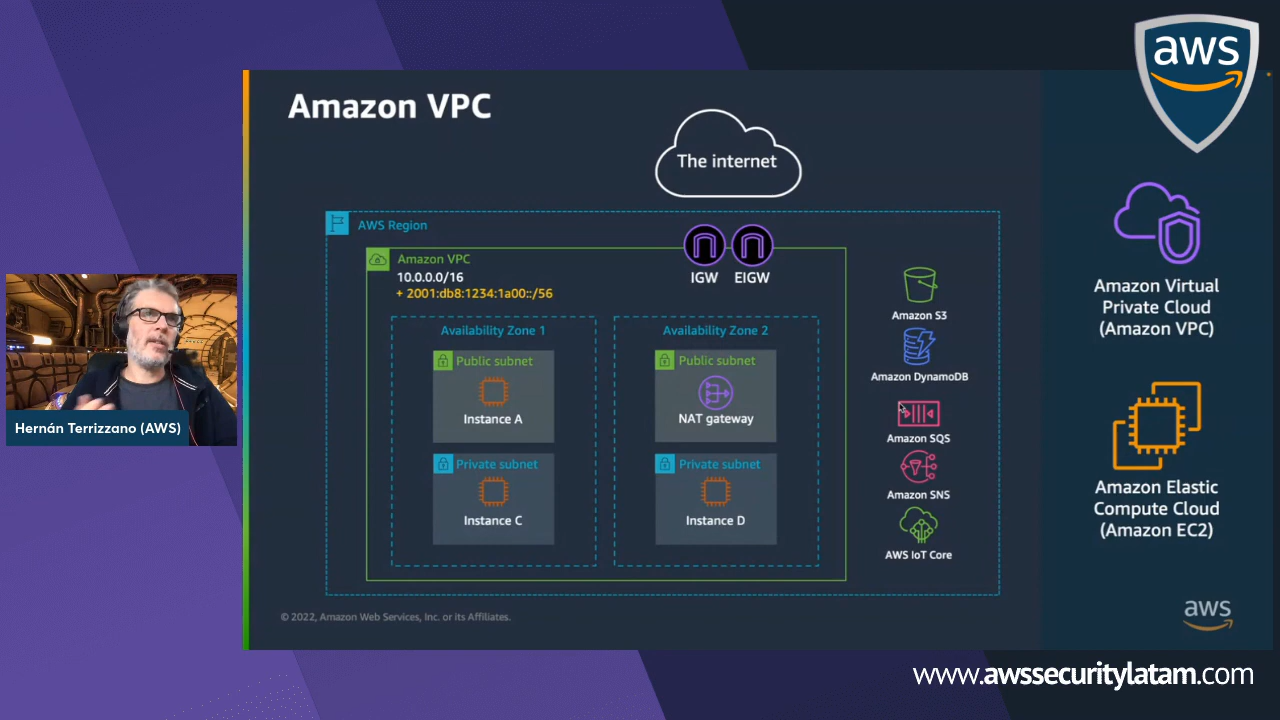 aws
Amazon VPC
The internet
AWS Region
Amazon VPC
10.0.0.0/16
+ 2001:db8:1234:1a00::/56
IGW
EIGW
Availability Zone 1
Public subnet
Instance A
Private subnet
Instance C
Availability Zone 2
Public subnet
NAT gateway
Private subnet
Instance D
Amazon S3
Amazon DynamoDB
Amazon SQS
Amazon SNS
AWS IoT Core
Amazon Virtual
Private Cloud
(Amazon VPC)
Amazon Elastic
Compute Cloud
(Amazon EC2)
Hernán Terrizzano (AWS)
© 2022, Amazon Web Services, Inc. or its Affiliates.
aws
www.awssecuritylatam.com